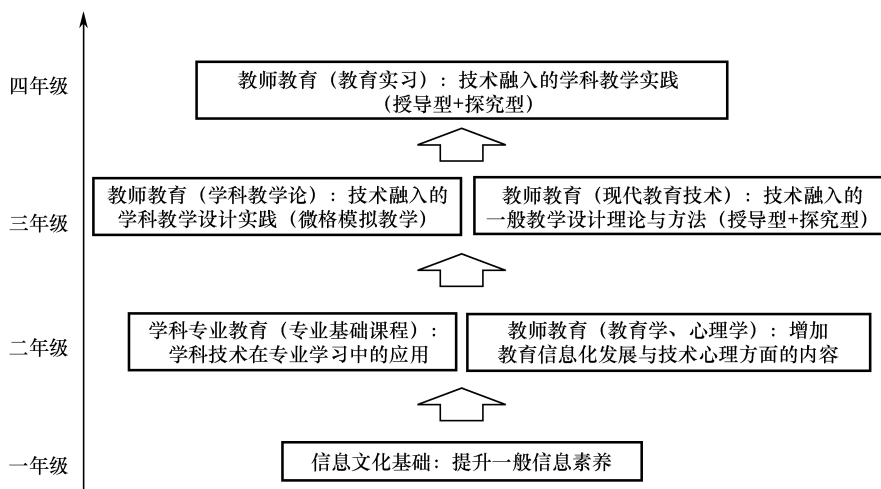 四年级
教师教育（教育实习）：技术融入的学科教学实践
（授导型+探究型）
三年级
教师教育（学科教学论）：技术融入的
学科教学设计实践（微格模拟教学）
教师教育（现代教育技术）：技术融入的
一般教学设计理论与方法（授导型+探究型）
二年级
学科专业教育（专业基础课程）：
学科技术在专业学习中的应用
教师教育（教育学、心理学）：增加
教育信息化发展与技术心理方面的内容
一年级
信息文化基础：提升一般信息素养